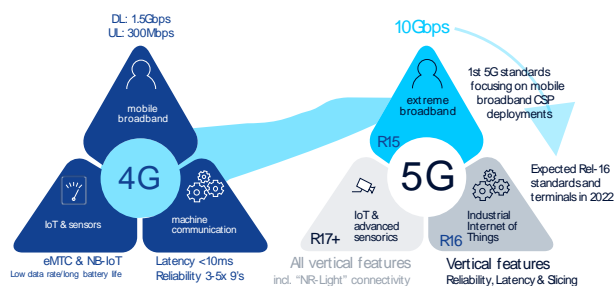 DL: 1.5Gbps
UL: 300Mbps
mobile
broadband
4G
IoT & sensors
machine
communication
eMTC & NB-IoT
Low data rate/long battery life
Latency <10ms
Reliability 3-5x 9's
10Gbps
extreme
broadband
R15
1st 5G standards
focusing on mobile
broadband CSP
deployments
5G
IoT &
advanced
sensorics
R17+
Industrial
Internet of
Things
R16
Expected Rel-16
standards and
terminals in 2022
All vertical features
incl. "NR-Light" connectivity
Vertical features
Reliability, Latency & Slicing